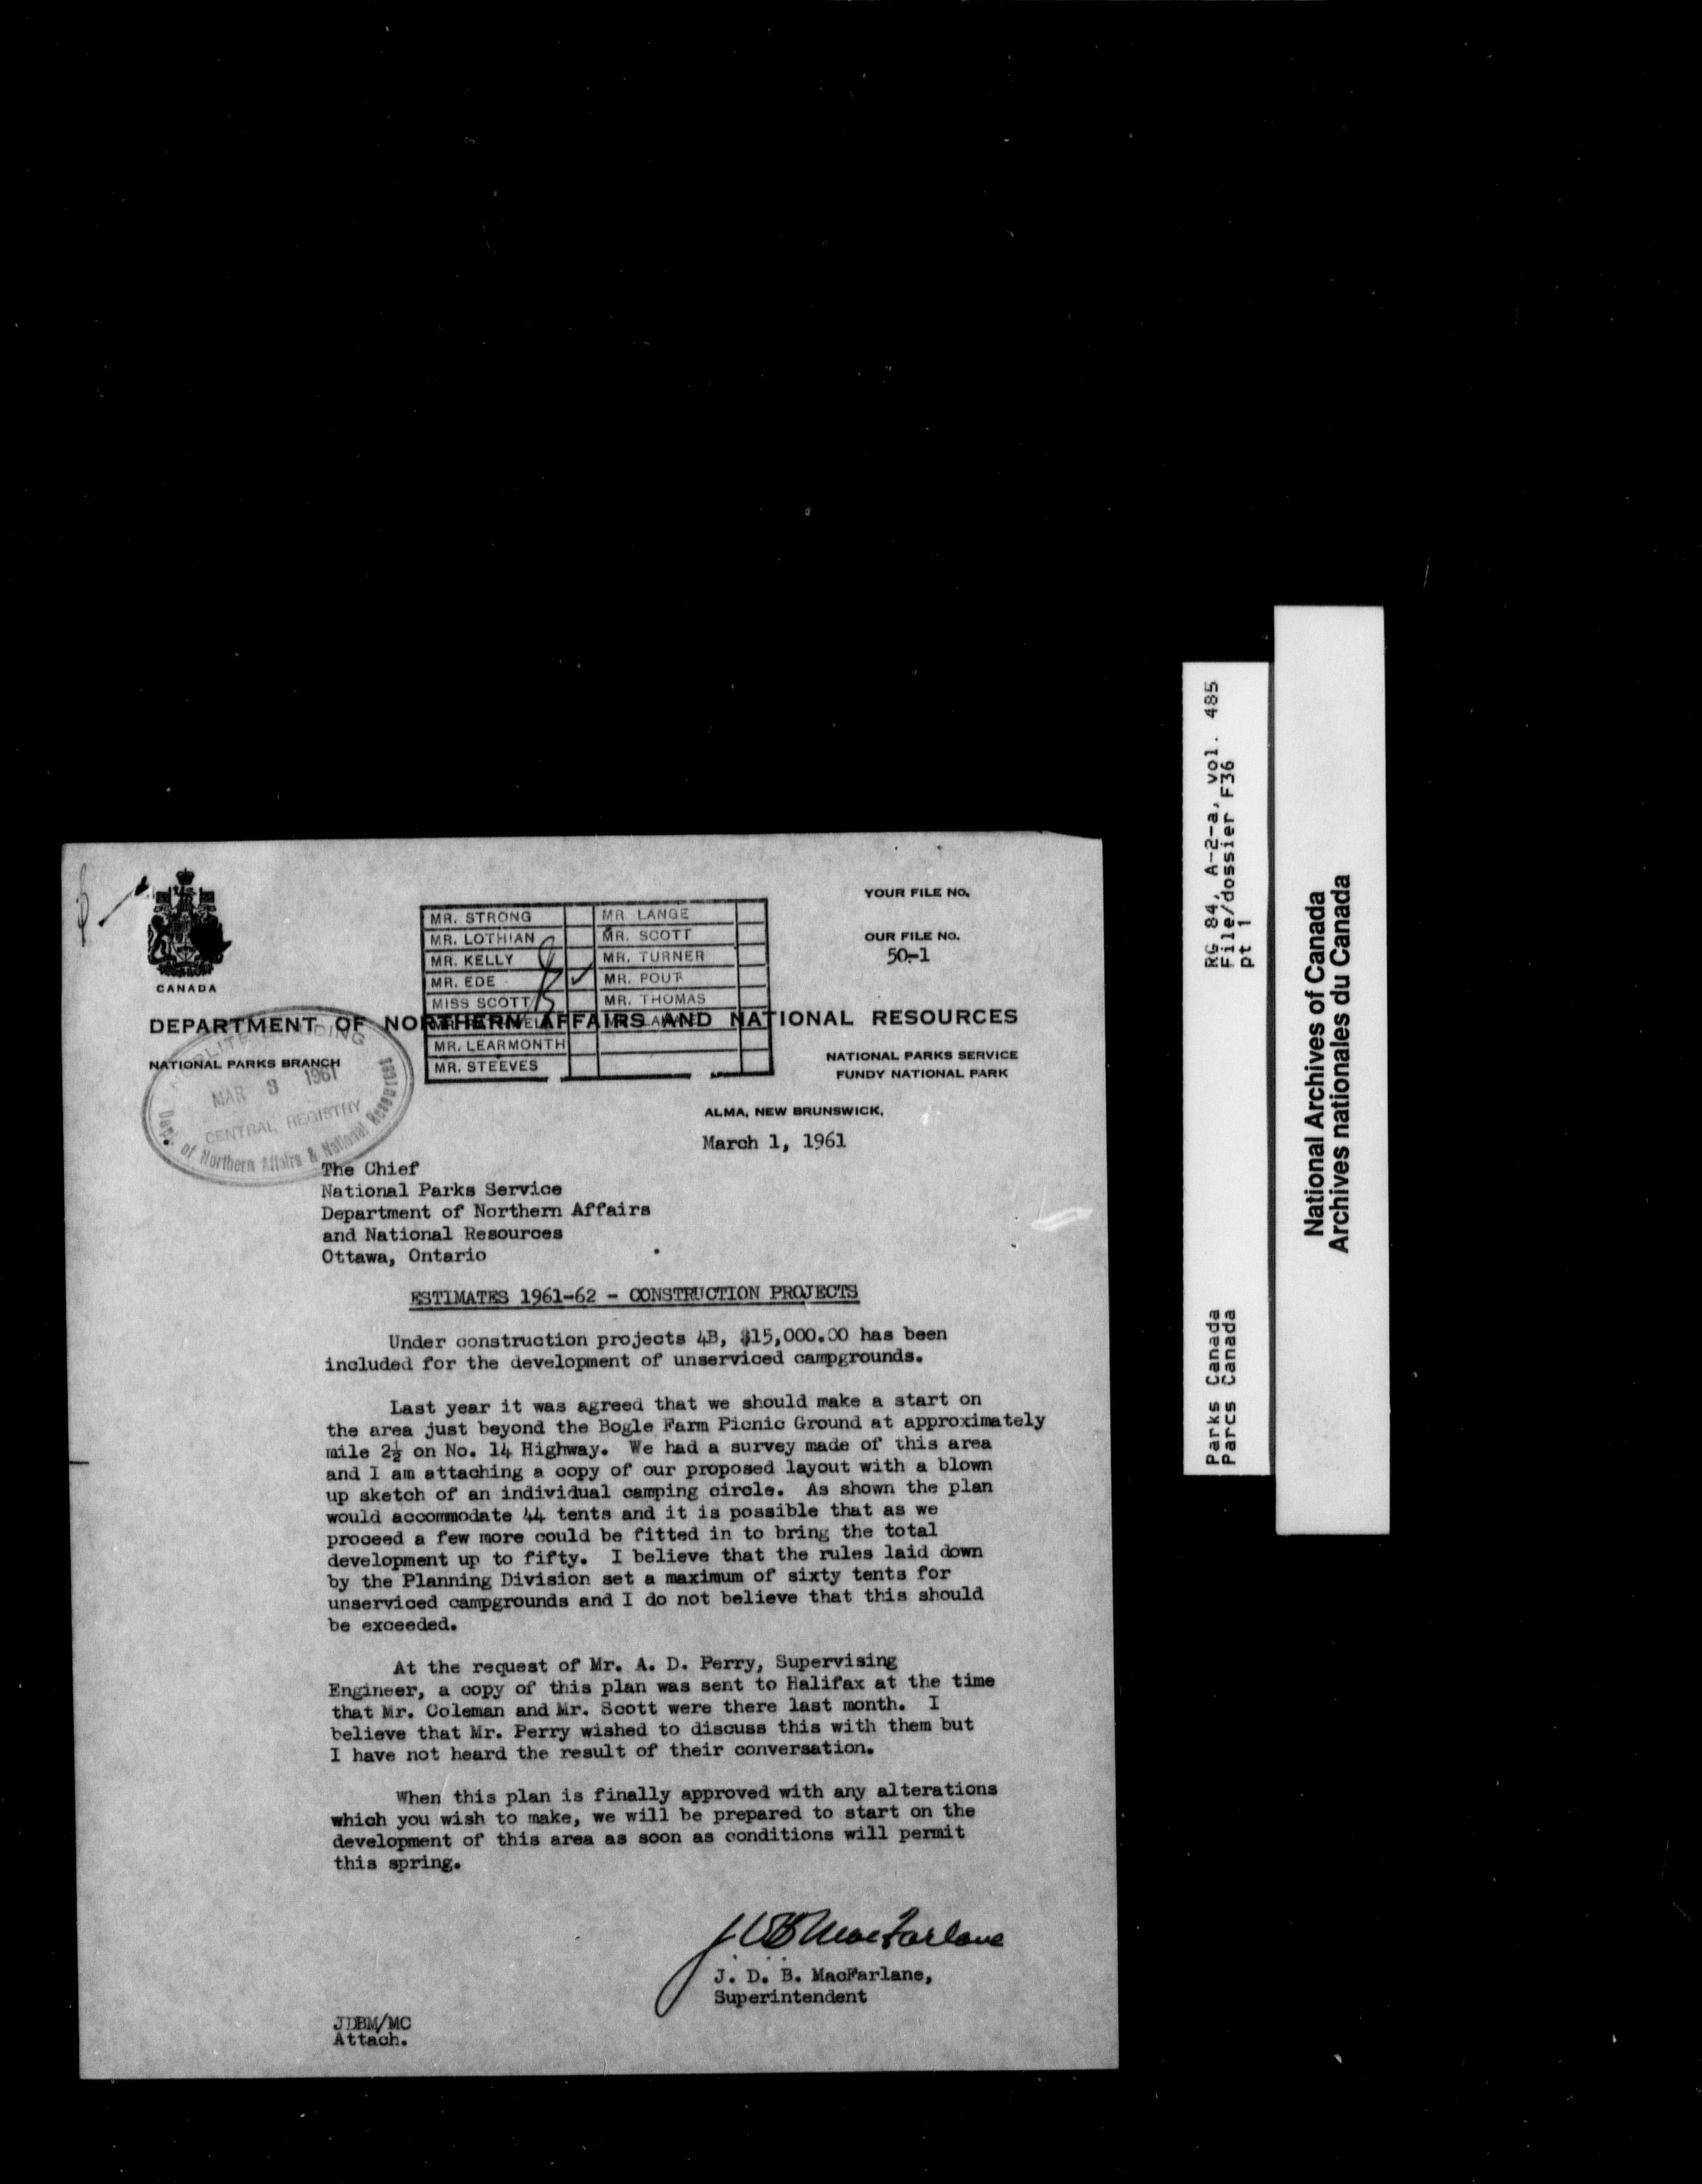 CANADA
YOUR FILE NO.
OUR FILE NO.
50-1
MR. STRONG MR. LANGE
MR. LOTHIAN MR. SCOTT
MR. KELLY MR. TURNER
MR. EDE MR. POUT
MISS SCOTT MR. THOMAS
MR. LEARMONTH
MR. STEEVES
DEPARTMENT OF NORTHERN AFFAIRS AND NATIONAL RESOURCES
NATIONAL PARKS BRANCH
NATIONAL PARKS SERVICE
FUNDY NATIONAL PARK
MAR 3 1961
CENTRAL REGISTRY
Dept. of Northern Affairs & National Resources
ALMA, NEW BRUNSWICK,
March 1, 1961
The Chief
National Parks Service
Department of Northern Affairs
and National Resources
Ottawa, Ontario
ESTIMATES 1961-62 - CONSTRUCTION PROJECTS
Under construction projects 4B, $15,000.00 has been
included for the development of unserviced campgrounds.
Last year it was agreed that we should make a start on
the area just beyond the Bogle Farm Picnic Ground at approximately
mile 2½ on No. 14 Highway. We had a survey made of this area
and I am attaching a copy of our proposed layout with a blown
up sketch of an individual camping circle. As shown the plan
would accommodate 44 tents and it is possible that as we
proceed a few more could be fitted in to bring the total
development up to fifty. I believe that the rules laid down
by the Planning Division set a maximum of sixty tents for
unserviced campgrounds and I do not believe that this should
be exceeded.
At the request of Mr. A. D. Perry, Supervising
Engineer, a copy of this plan was sent to Halifax at the time
that Mr. Coleman and Mr. Scott were there last month. I
believe that Mr. Perry wished to discuss this with them but
I have not heard the result of their conversation.
When this plan is finally approved with any alterations
which you wish to make, we will be prepared to start on the
development of this area as soon as conditions will permit
this spring.
JDB MacFarlane
J. D. B. MacFarlane,
Superintendent
JDBM/MC
Attach.
RG 84, A-2-a, vol. 485
File/dossier F36
pt 1
Parks Canada
Parcs Canada
National Archives of Canada
Archives nationales du Canada